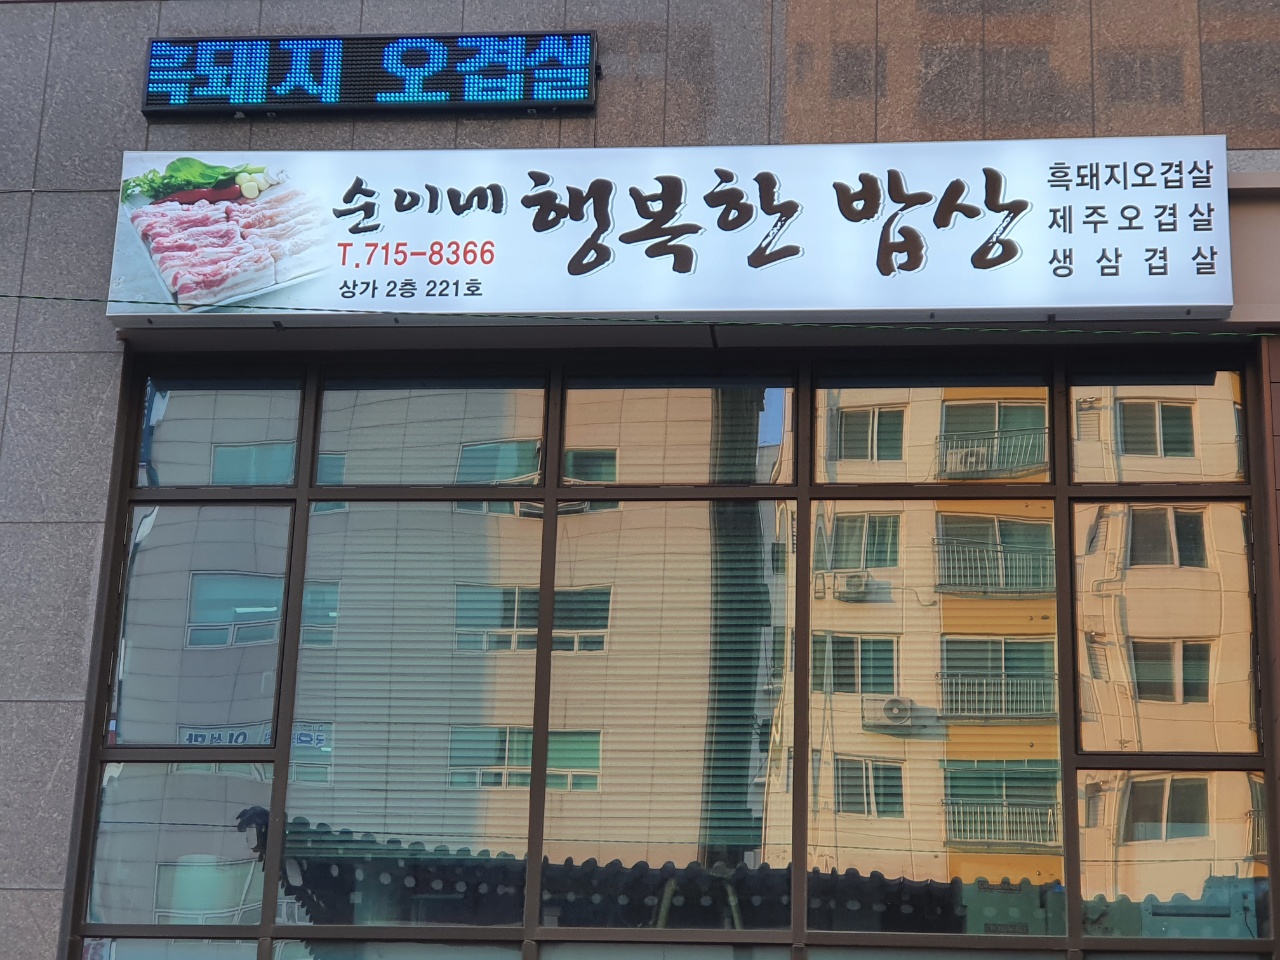 흑돼지 오겹살
순이네 행복한 밥상
T.715-8366
상가 2층 221호
흑돼지오겹살
제주오겹살
생삼겹살